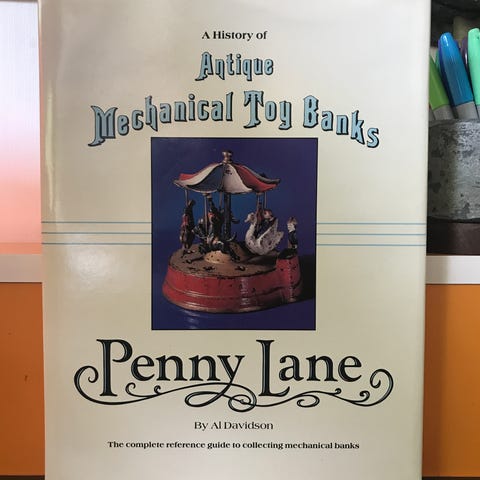 A History of
Antique
Mechanical Toy Banks
Penny Lane
By Al Davidson
The complete reference guide to collecting mechanical banks